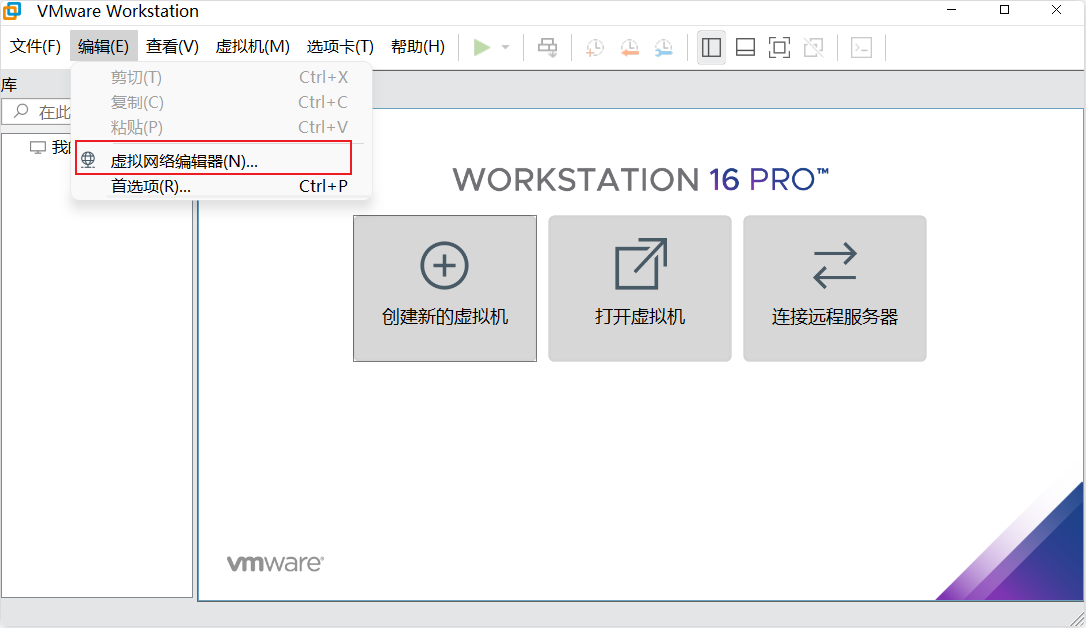 VMware Workstation
文件(F) 编辑(E) 查看(V) 虚拟机(M) 选项卡(T) 帮助(H)
库
剪切(T) Ctrl+X
在此
复制(C) Ctrl+C
粘贴(P) Ctrl+V
虚拟网络编辑器(N)...
首选项(R)... Ctrl+P
WORKSTATION 16 PRO™
创建新的虚拟机 打开虚拟机 连接远程服务器
vmware®